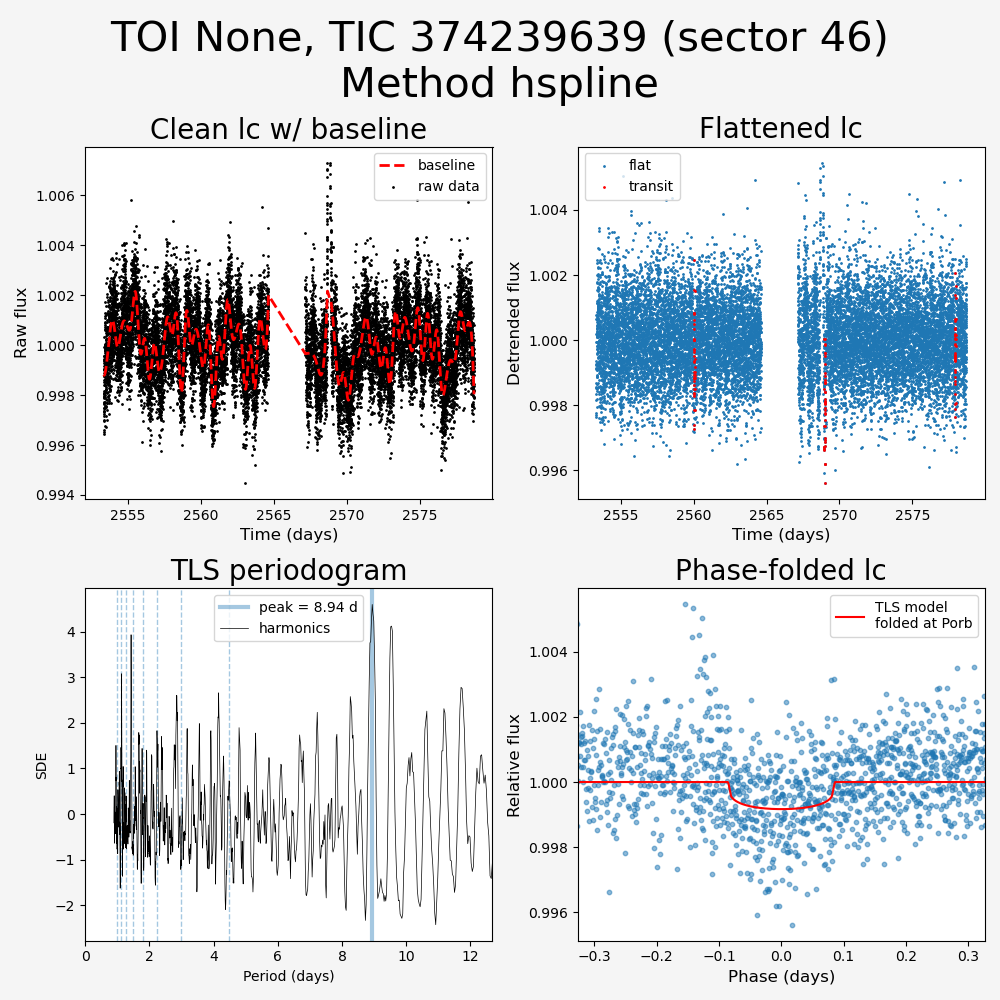 TOI None, TIC 374239639 (sector 46)
Method hspline
Clean lc w/ baseline
baseline
raw data
1.006
1.004
1.002
1.000
0.998
0.996
0.994
Raw flux
2555 2560 2565 2570 2575
Time (days)
Flattened lc
flat
transit
1.004
1.002
1.000
0.998
0.996
Detrended flux
2555 2560 2565 2570 2575
Time (days)
TLS periodogram
peak = 8.94 d
harmonics
4
3
2
1
0
−1
−2
SDE
0 2 4 6 8 10 12
Period (days)
Phase-folded lc
TLS model
folded at Porb
1.004
1.002
1.000
0.998
0.996
Relative flux
−0.3 −0.2 −0.1 0.0 0.1 0.2 0.3
Phase (days)